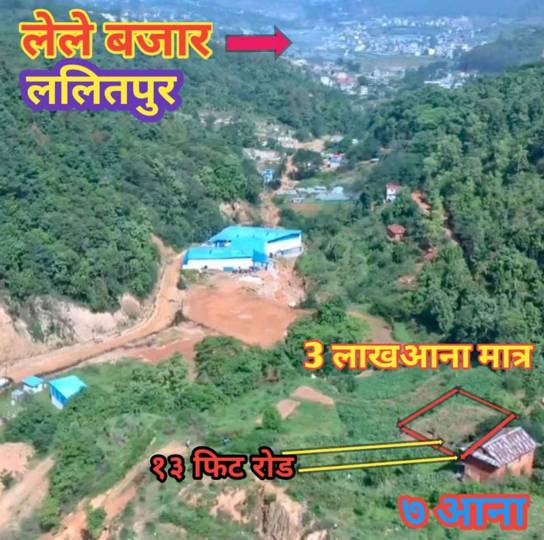 लेले बजार
ललितपुर
3 लाखआना मात्र
१३ फिट रोड
७ आना